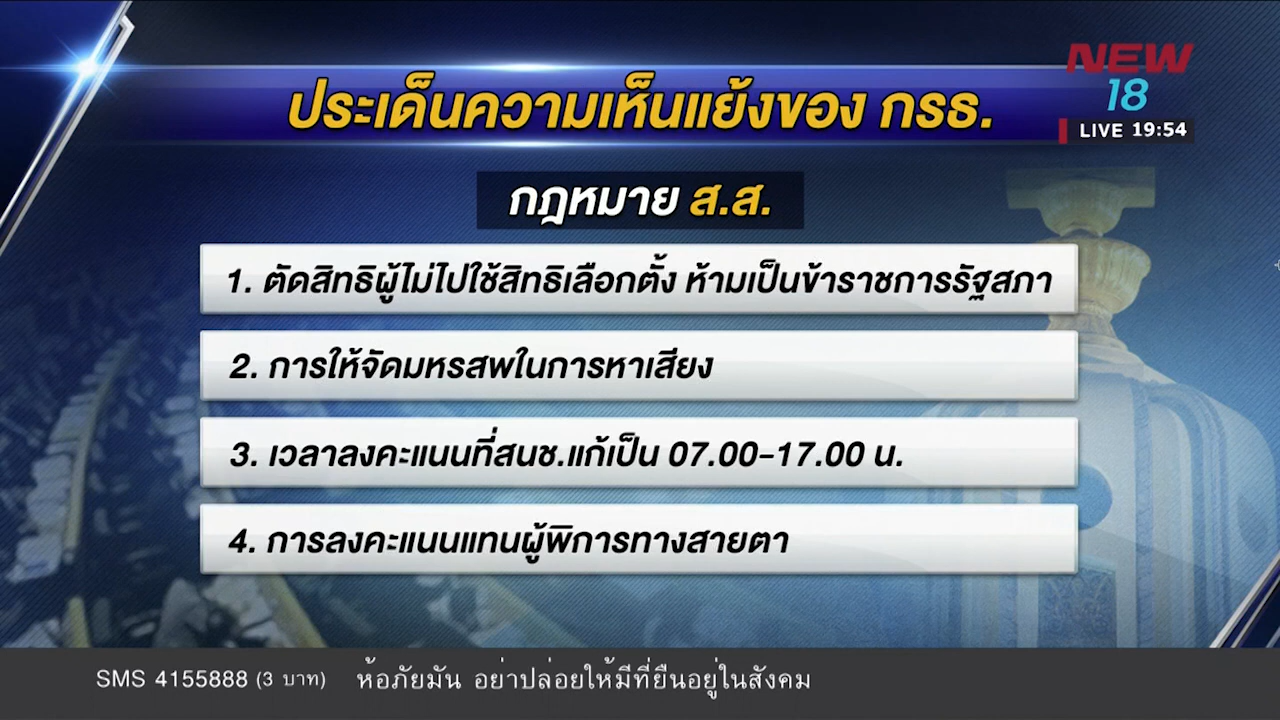 ประเด็นความเห็นแย้งของ กรธ.
NEW
18
LIVE 19:54
กฎหมาย ส.ส.
1. ตัดสิทธิผู้ไม่ไปใช้สิทธิเลือกตั้ง ห้ามเป็นข้าราชการรัฐสภา
2. การให้จัดมหรสพในการหาเสียง
3. เวลาลงคะแนนที่สนช.แก้เป็น 07.00-17.00 น.
4. การลงคะแนนแทนผู้พิการทางสายตา
SMS 4155888 (3 บาท) ห้อภัยมัน อย่าปล่อยให้มีที่ยืนอยู่ในสังคม